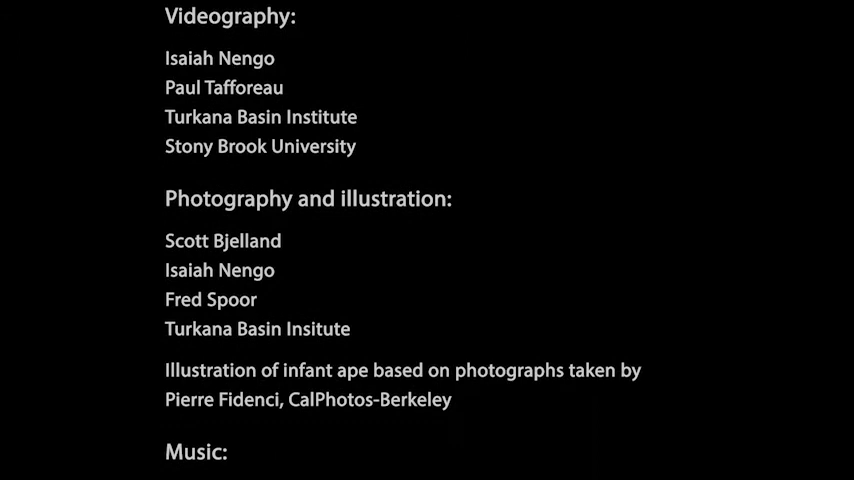 Videography:
Isaiah Nengo
Paul Tafforeau
Turkana Basin Institute
Stony Brook University
Photography and illustration:
Scott Bjelland
Isaiah Nengo
Fred Spoor
Turkana Basin Insitute
Illustration of infant ape based on photographs taken by
Pierre Fidenci, CalPhotos-Berkeley
Music: